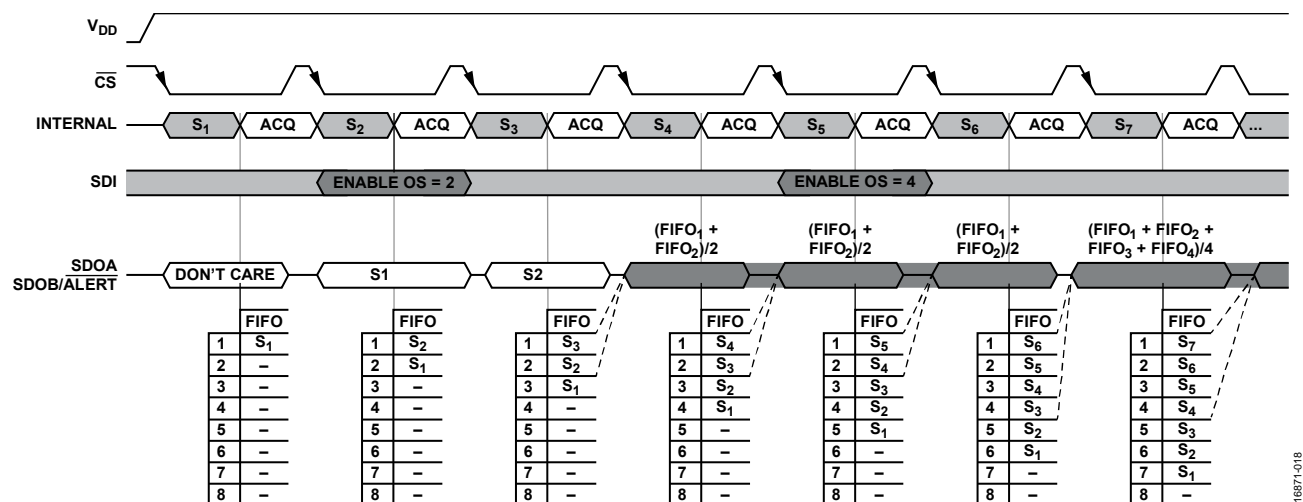 VDD
CS
INTERNAL S1 ACQ S2 ACQ S3 ACQ S4 ACQ S5 ACQ S6 ACQ S7 ACQ ...
SDI ENABLE OS = 2 ENABLE OS = 4
(FIFO1 + (FIFO1 + (FIFO1 + (FIFO1 + FIFO2 +
FIFO2)/2 FIFO2)/2 FIFO2)/2 FIFO3 + FIFO4)/4
SDOA
SDOB/ALERT DON'T CARE S1 S2
FIFO FIFO FIFO FIFO FIFO FIFO FIFO
1 S1 1 S2 1 S3 1 S4 1 S5 1 S6 1 S7
2 – 2 S1 2 S2 2 S3 2 S4 2 S5 2 S6
3 – 3 – 3 S1 3 S2 3 S3 3 S4 3 S5
4 – 4 – 4 – 4 S1 4 S2 4 S3 4 S4
5 – 5 – 5 – 5 – 5 S1 5 S2 5 S3
6 – 6 – 6 – 6 – 6 – 6 S1 6 S2
7 – 7 – 7 – 7 – 7 – 7 – 7 S1
8 – 8 – 8 – 8 – 8 – 8 – 8 –
16871-018